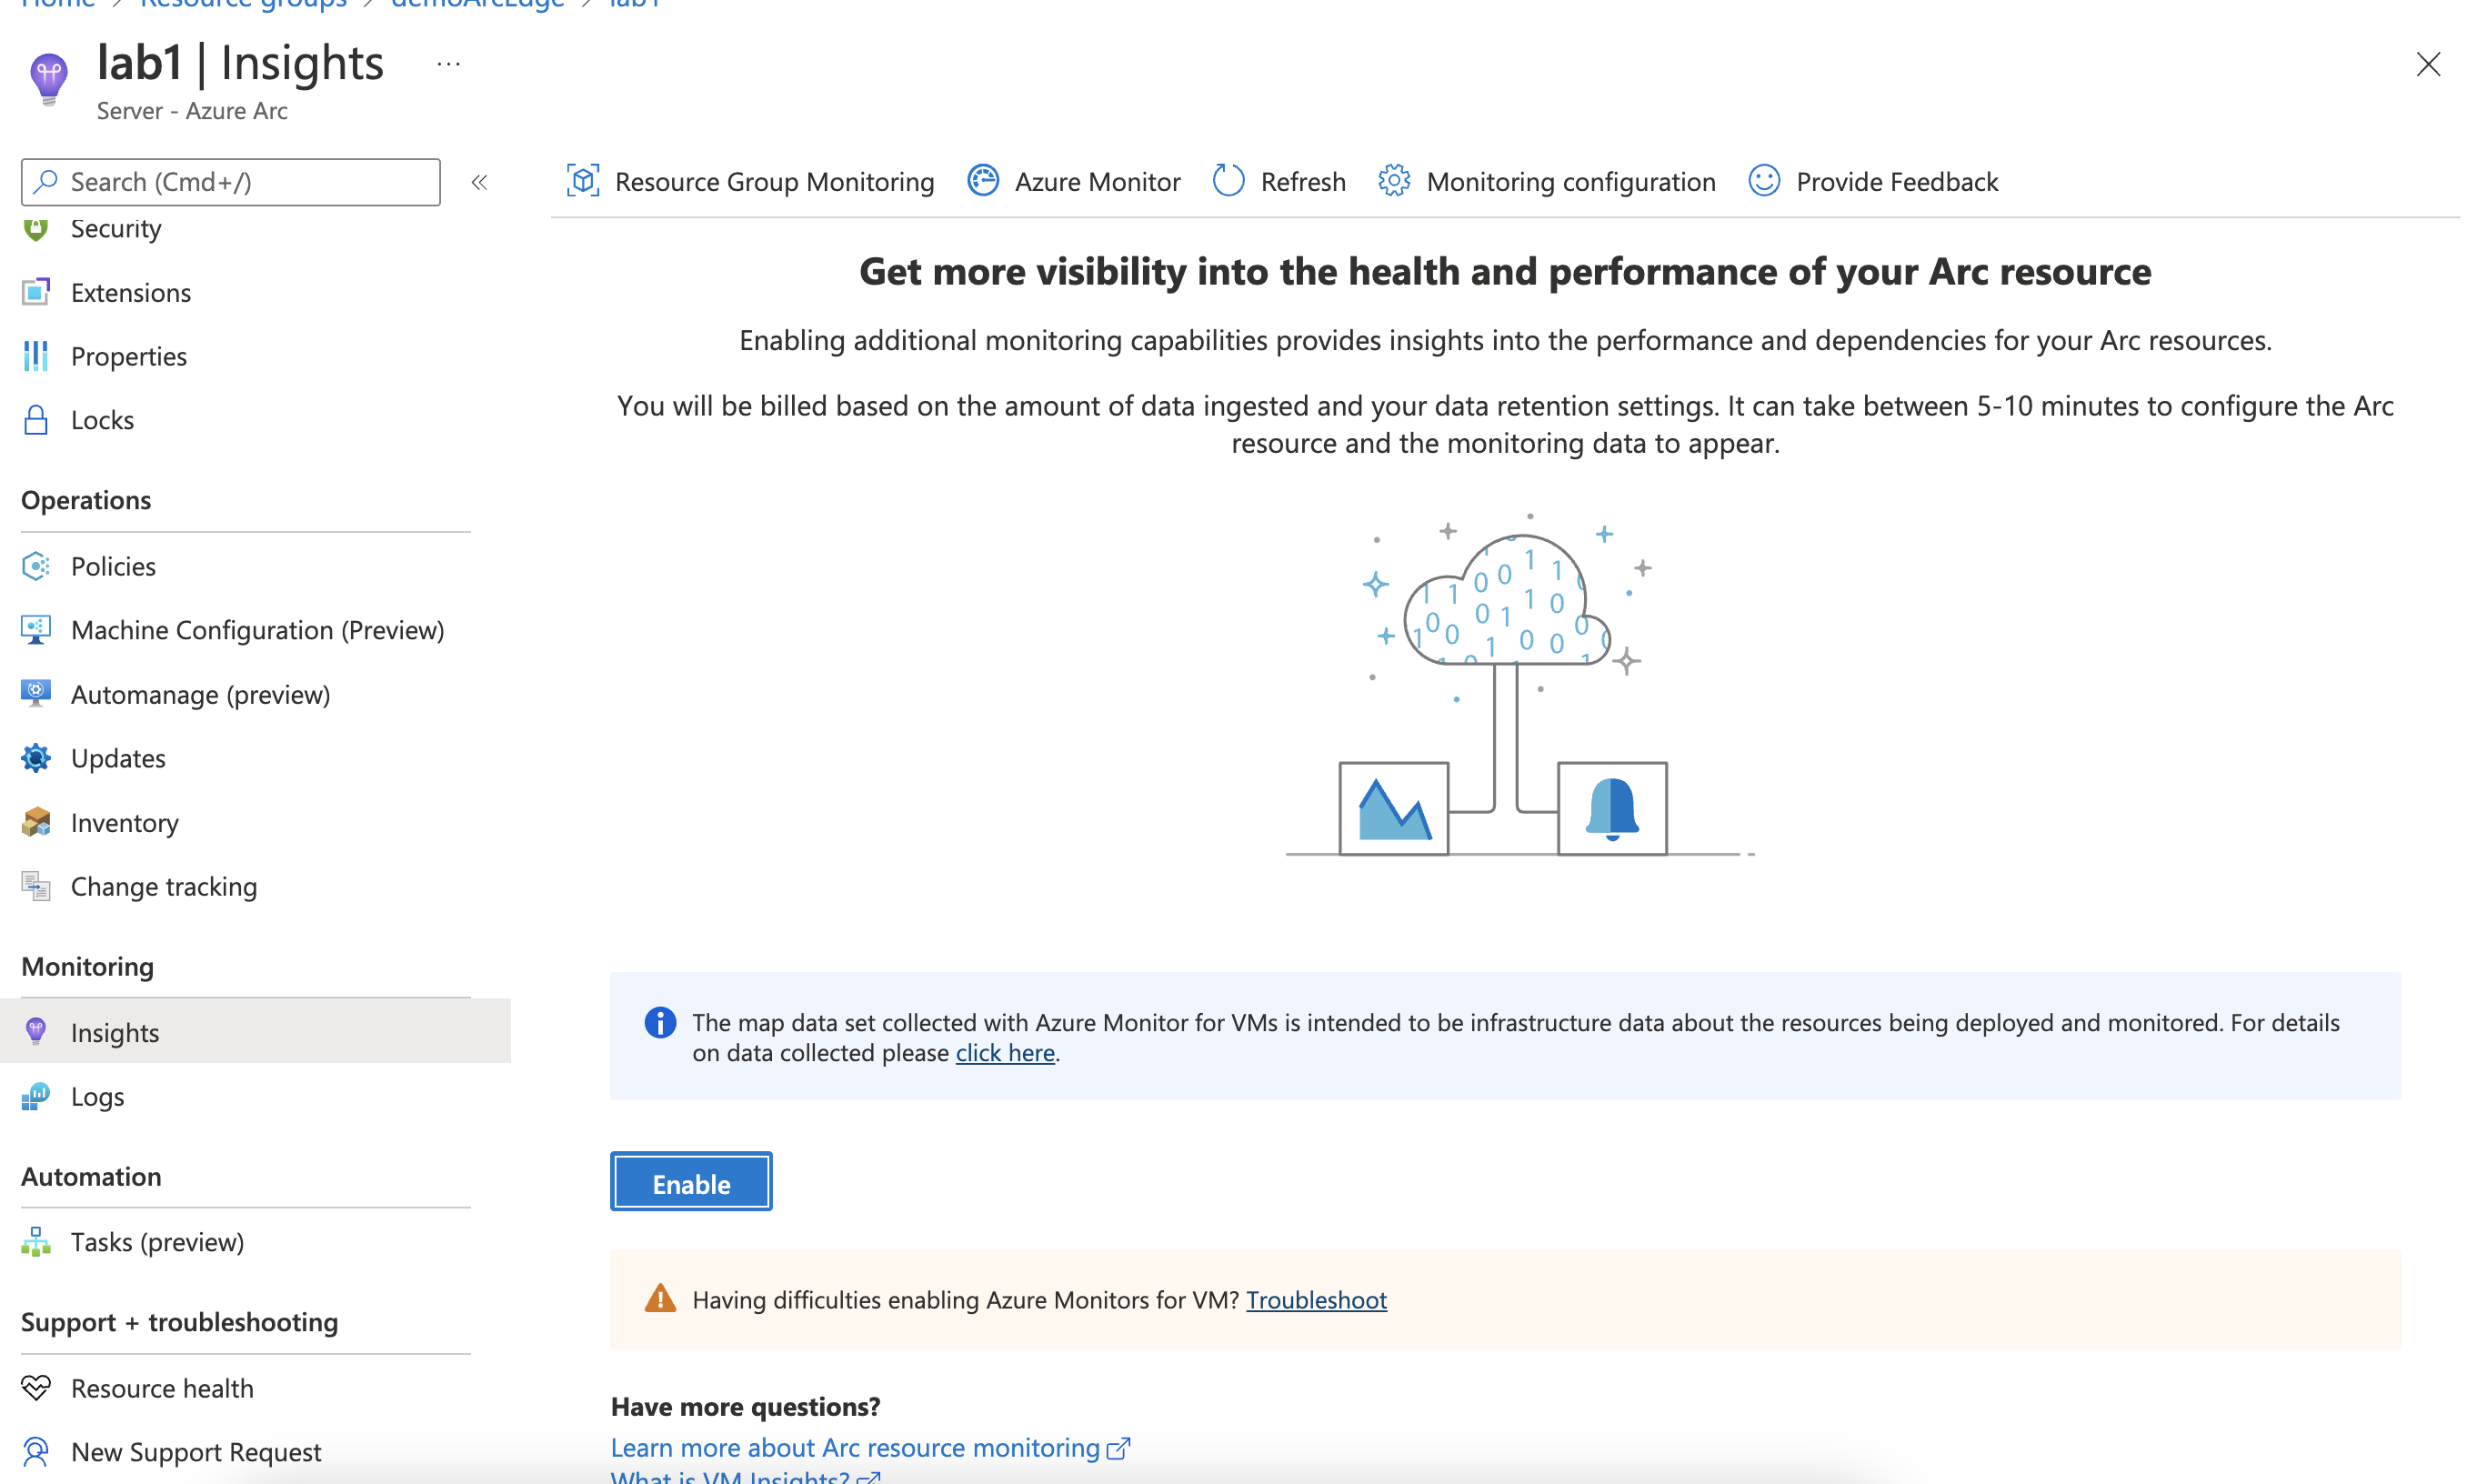 Home > Resource groups > demoArcEdge > lab1
lab1 | Insights ...
Server - Azure Arc
Search (Cmd+/)
Security
Extensions
Properties
Locks
Operations
Policies
Machine Configuration (Preview)
Automanage (preview)
Updates
Inventory
Change tracking
Monitoring
Insights
Logs
Automation
Tasks (preview)
Support + troubleshooting
Resource health
New Support Request
Resource Group Monitoring Azure Monitor Refresh Monitoring configuration Provide Feedback
Get more visibility into the health and performance of your Arc resource
Enabling additional monitoring capabilities provides insights into the performance and dependencies for your Arc resources.
You will be billed based on the amount of data ingested and your data retention settings. It can take between 5-10 minutes to configure the Arc
resource and the monitoring data to appear.
The map data set collected with Azure Monitor for VMs is intended to be infrastructure data about the resources being deployed and monitored. For details
on data collected please click here.
Enable
Having difficulties enabling Azure Monitors for VM? Troubleshoot
Have more questions?
Learn more about Arc resource monitoring
What is VM Insights?